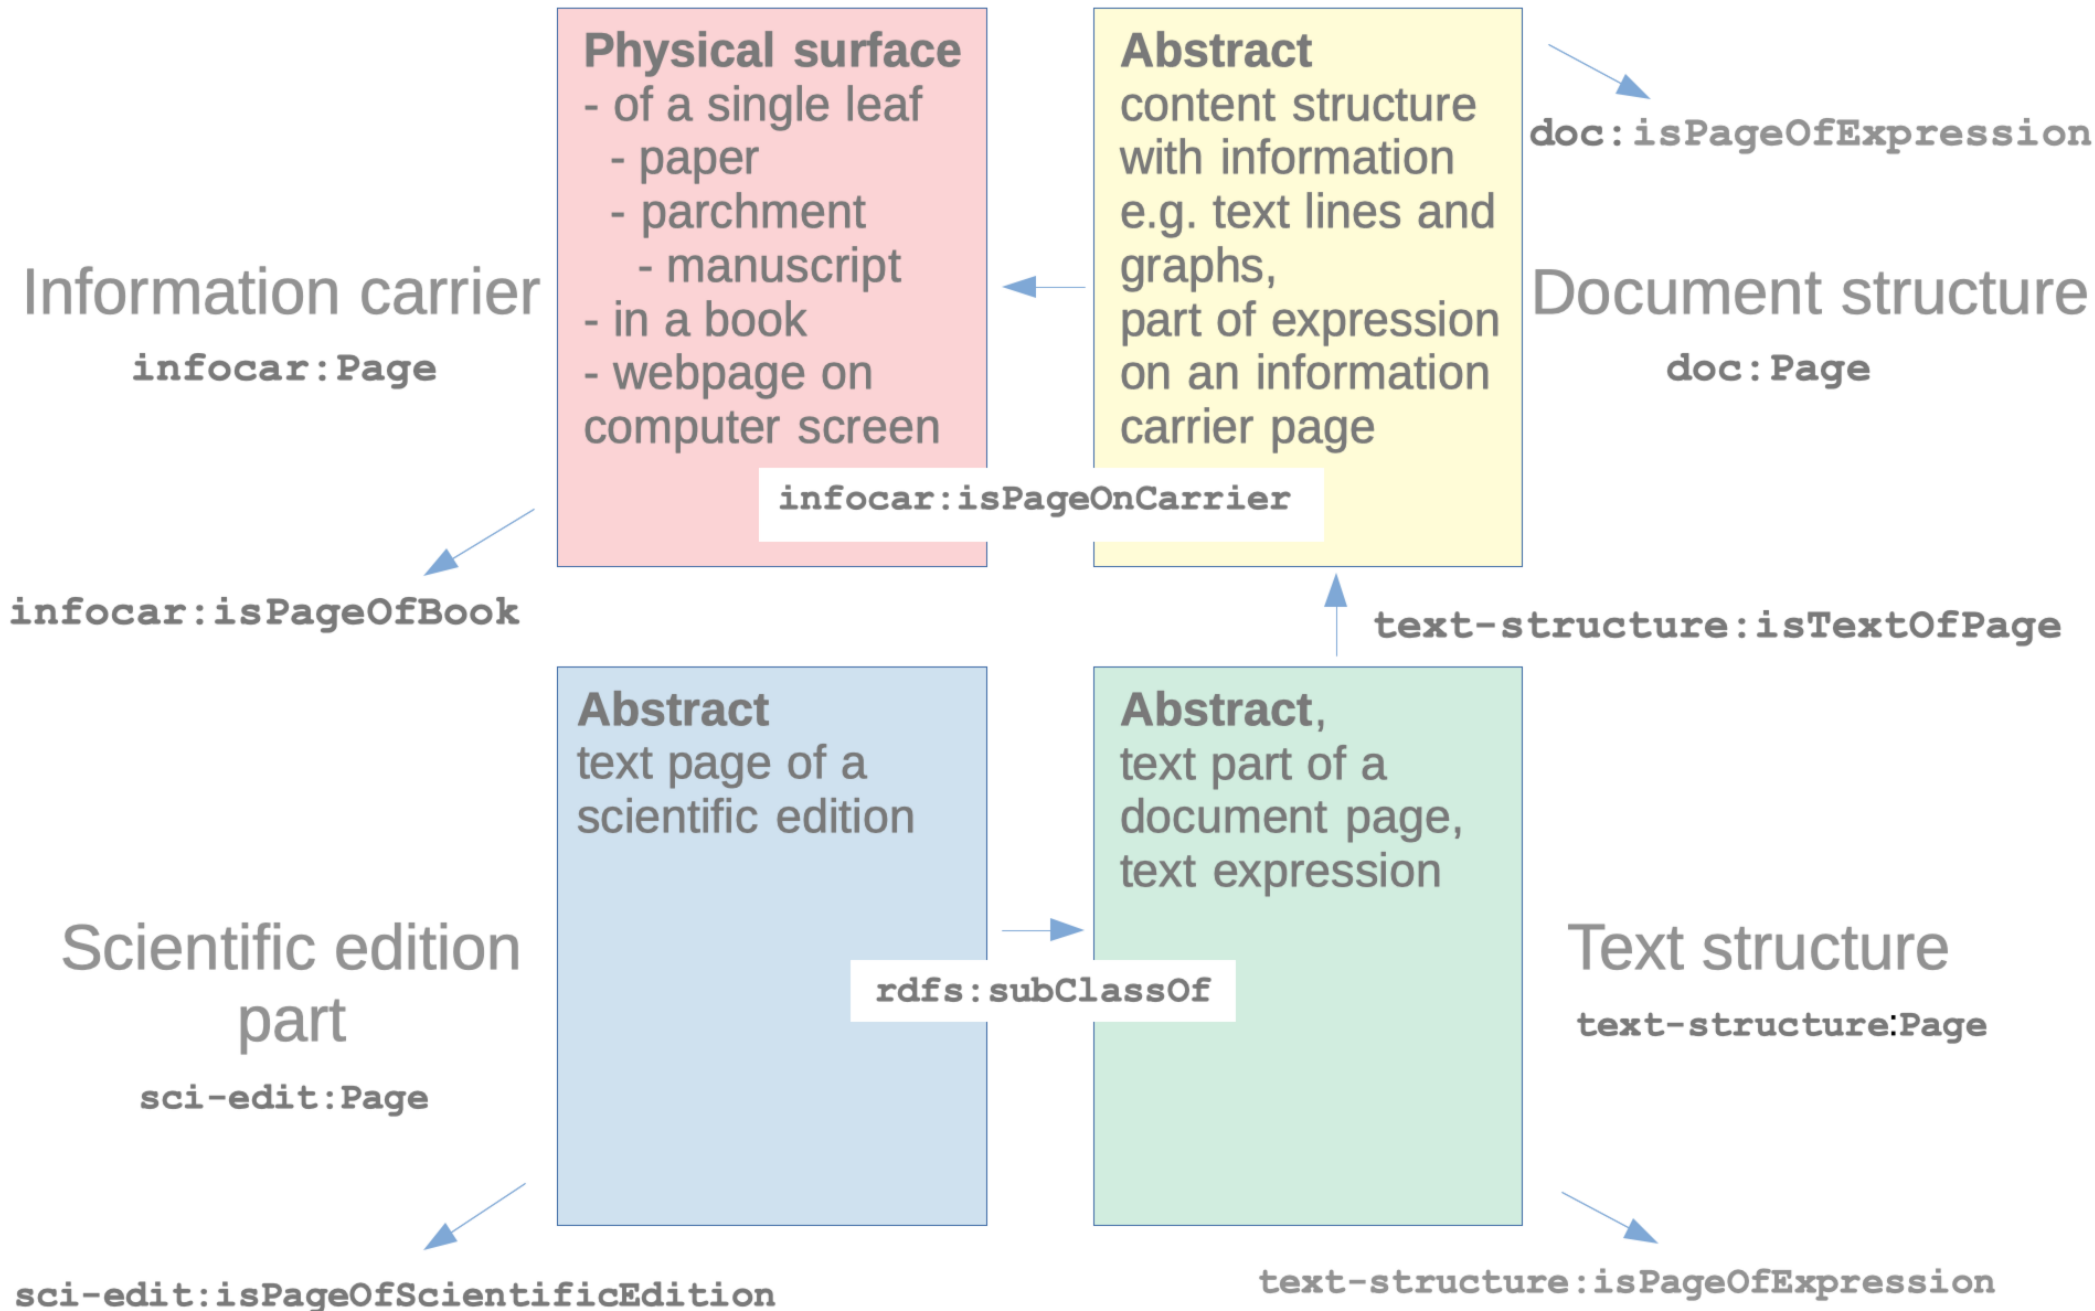 Physical surface
- of a single leaf
- paper
- parchment
- manuscript
- in a book
- webpage on
computer screen
Abstract
content structure
with information
e.g. text lines and
graphs,
part of expression
on an information
carrier page
doc:isPageOfExpression
Information carrier
infocar:Page
Document structure
doc:Page
infocar:isPageOnCarrier
infocar:isPageOfBook
text-structure:isTextOfPage
Abstract
text page of a
scientific edition
Abstract,
text part of a
document page,
text expression
Scientific edition
part
sci-edit:Page
rdfs:subClassOf
Text structure
text-structure:Page
sci-edit:isPageOfScientificEdition
text-structure:isPageOfExpression